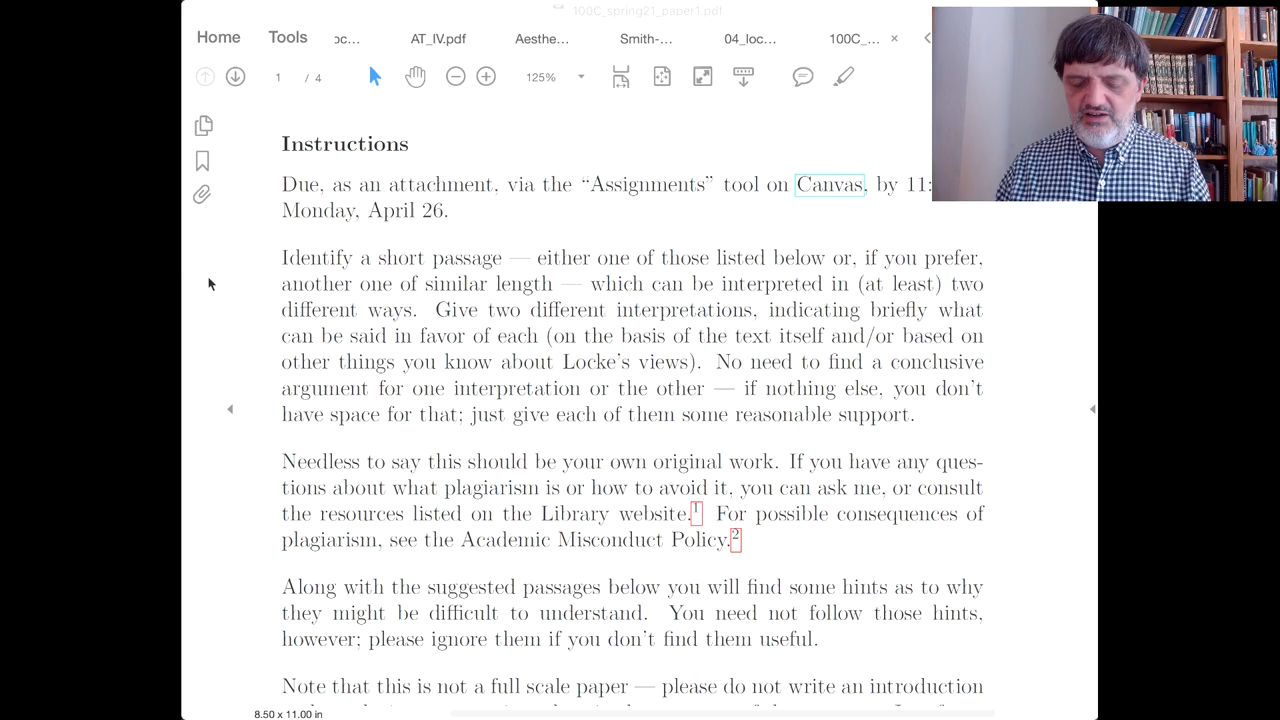 100C_spring21_paper1.pdf
Home Tools oc... AT_IV.pdf Aesthe... Smith-... 04_loc... 100C_... ×
1 / 4 125%
Instructions
Due, as an attachment, via the “Assignments” tool on Canvas, by 11:
Monday, April 26.
Identify a short passage — either one of those listed below or, if you prefer,
another one of similar length — which can be interpreted in (at least) two
different ways. Give two different interpretations, indicating briefly what
can be said in favor of each (on the basis of the text itself and/or based on
other things you know about Locke’s views). No need to find a conclusive
argument for one interpretation or the other — if nothing else, you don’t
have space for that; just give each of them some reasonable support.
Needless to say this should be your own original work. If you have any ques-
tions about what plagiarism is or how to avoid it, you can ask me, or consult
the resources listed on the Library website.1 For possible consequences of
plagiarism, see the Academic Misconduct Policy.2
Along with the suggested passages below you will find some hints as to why
they might be difficult to understand. You need not follow those hints,
however; please ignore them if you don’t find them useful.
Note that this is not a full scale paper — please do not write an introduction
8.50 x 11.00 in